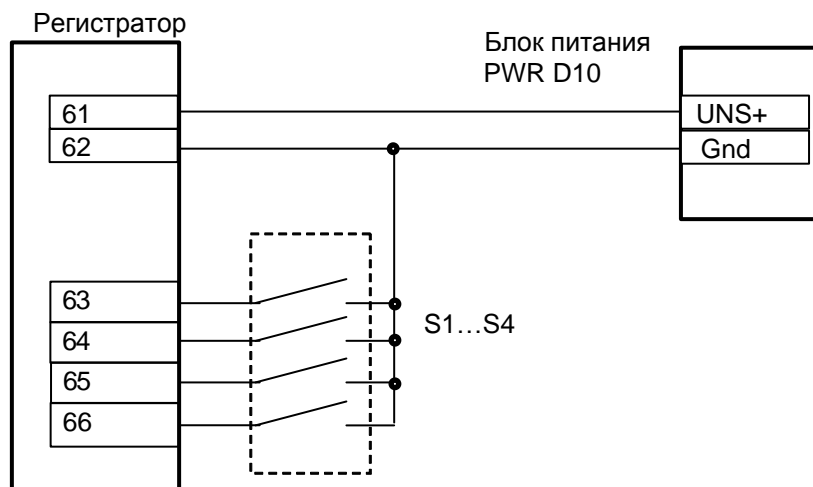 Регистратор
Блок питания
PWR D10
61
UNS+
62
Gnd
63
S1…S4
64
65
66